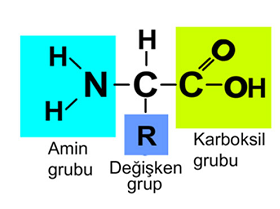 H H O
N C C OH
H R
Amin
grubu
Değişken
grup
Karboksil
grubu